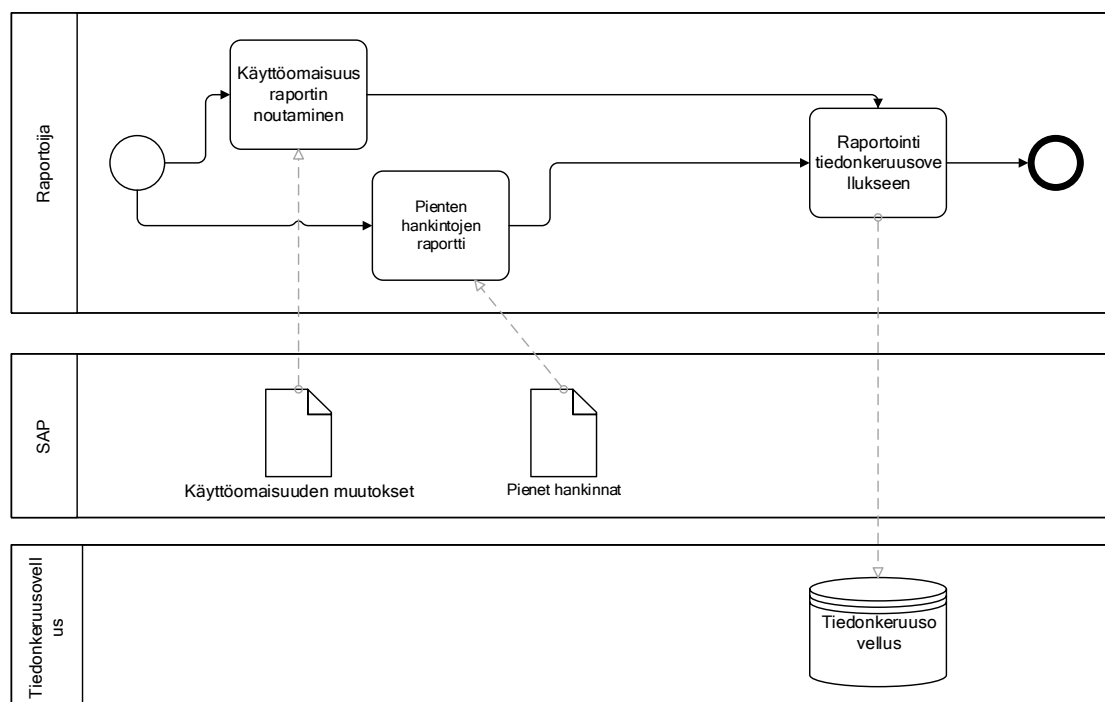 Raportoija
Käyttöomaisuus
raportin
noutaminen
Pienten
hankintojen
raportti
Raportointi
tiedonkeruusove
llukseen
SAP
Käyttöomaisuuden muutokset
Pienet hankinnat
Tiedonkeruusovell
us
Tiedonkeruuso
vellus